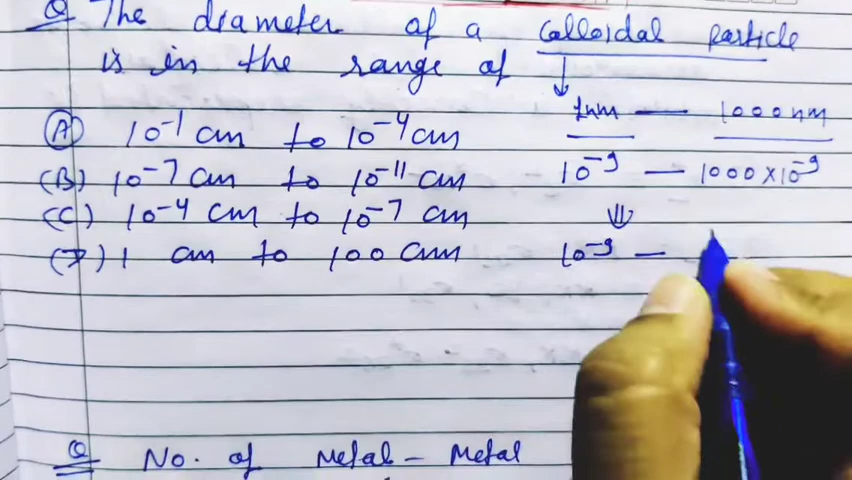 Q The diameter of a colloidal particle
is in the range of
1nm — 1000nm
(A) 10⁻¹ cm to 10⁻⁴ cm
10⁻⁹ — 1000×10⁻⁹
(B) 10⁻⁷ cm to 10⁻¹¹ cm
(C) 10⁻⁴ cm to 10⁻⁷ cm
10⁻⁹ —
(D) 1 cm to 100 cm
Q No. of Metal - Metal